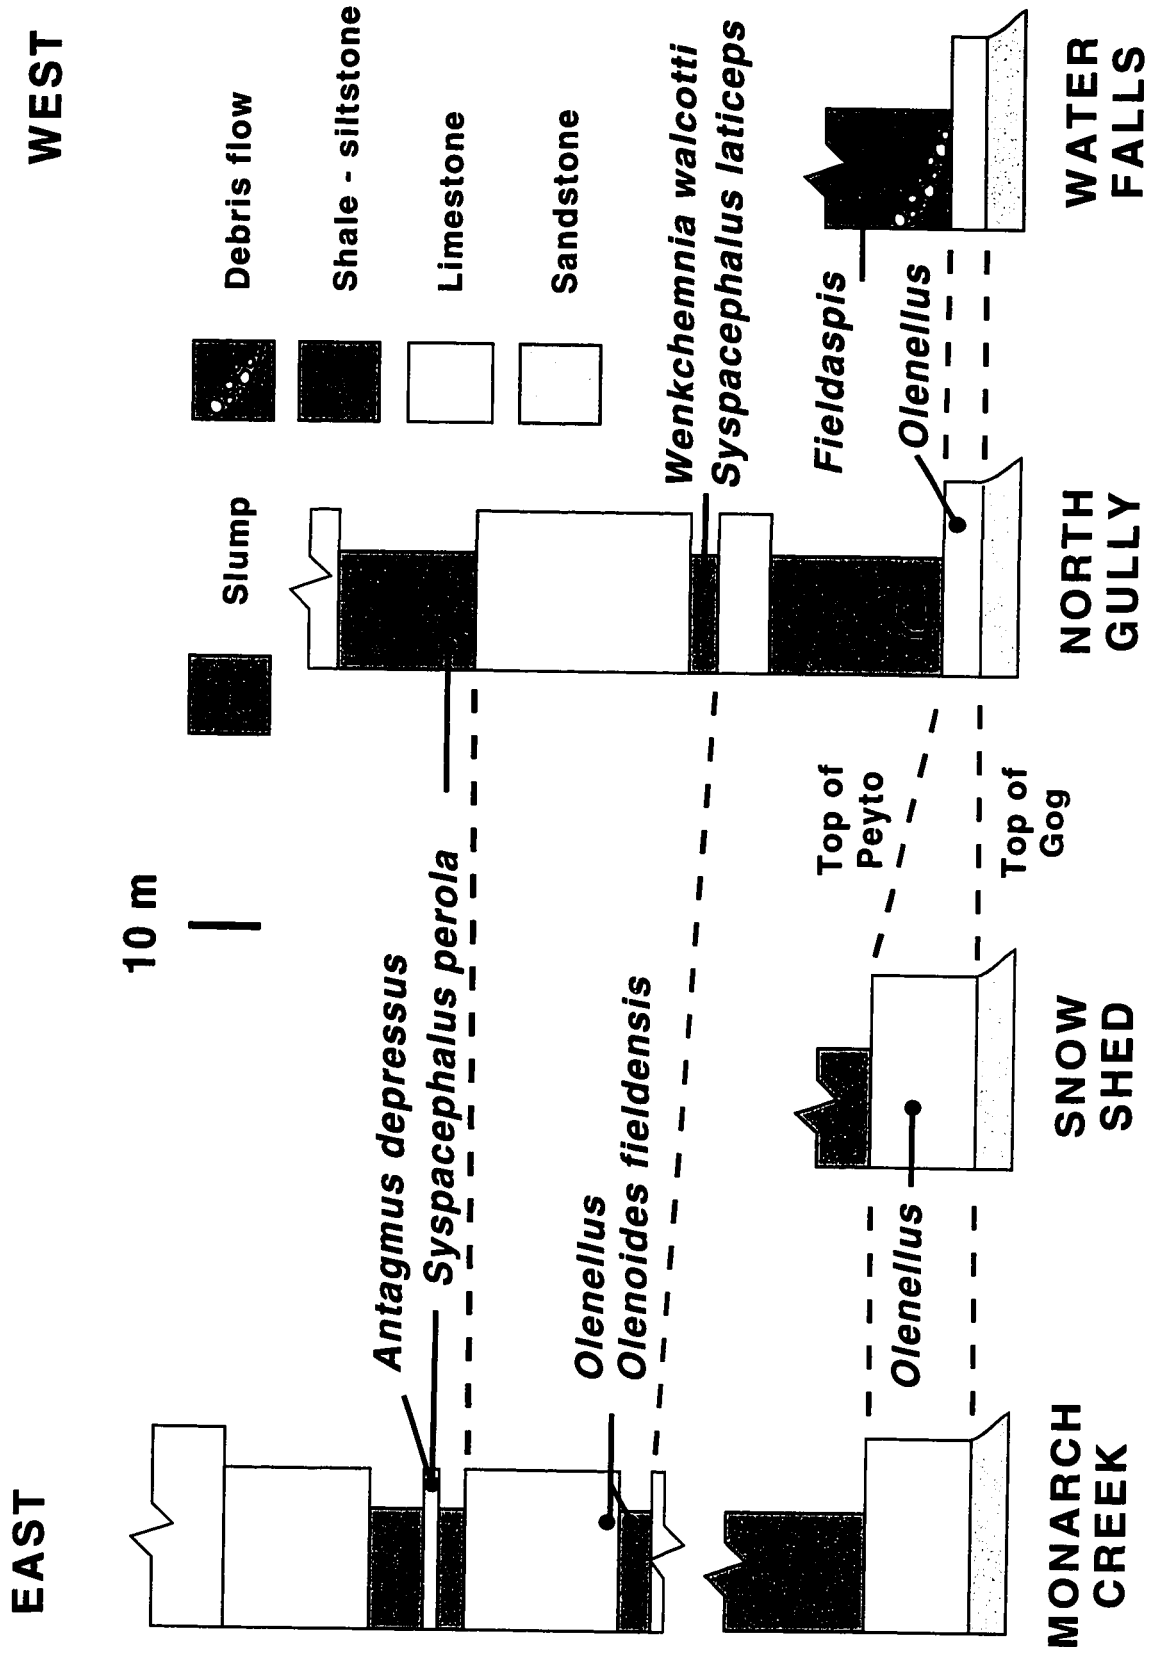 EAST
WEST
10 m
Slump
Debris flow
Shale - siltstone
Limestone
Sandstone
Antagmus depressus
Syspacephalus perola
Olenellus
Olenoides fieldensis
Wenkchemnia walcotti
Syspacephalus laticeps
Fieldaspis
Olenellus
Olenellus
Top of
Peyto
Top of
Gog
MONARCH
CREEK
SNOW
SHED
NORTH
GULLY
WATER
FALLS